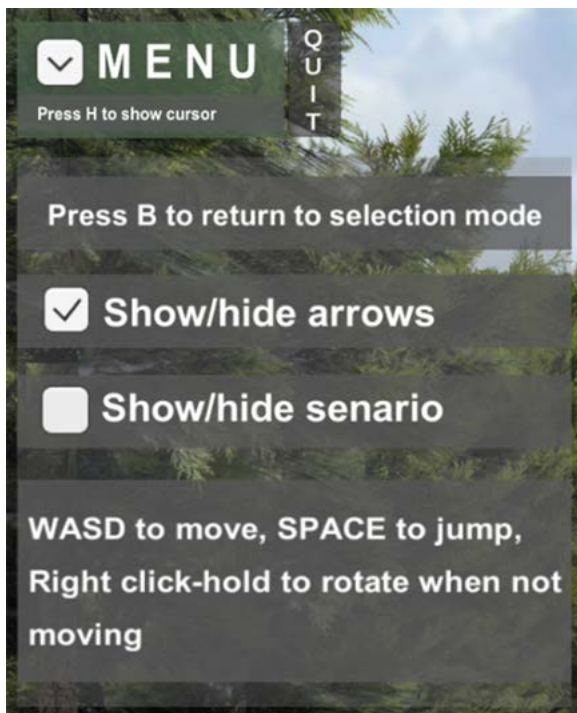 MENU
QUIT
Press H to show cursor
Press B to return to selection mode
Show/hide arrows
Show/hide senario
WASD to move, SPACE to jump,
Right click-hold to rotate when not
moving